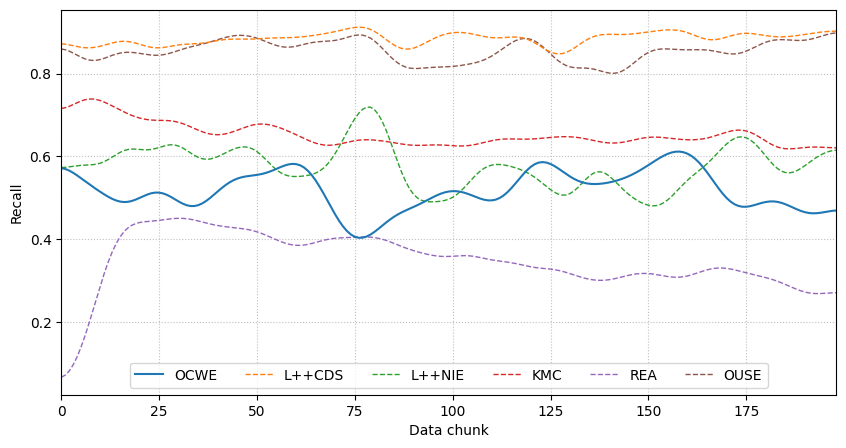 Recall
0.8
0.6
0.4
0.2
OCWE L++CDS L++NIE KMC REA OUSE
0 25 50 75 100 125 150 175
Data chunk